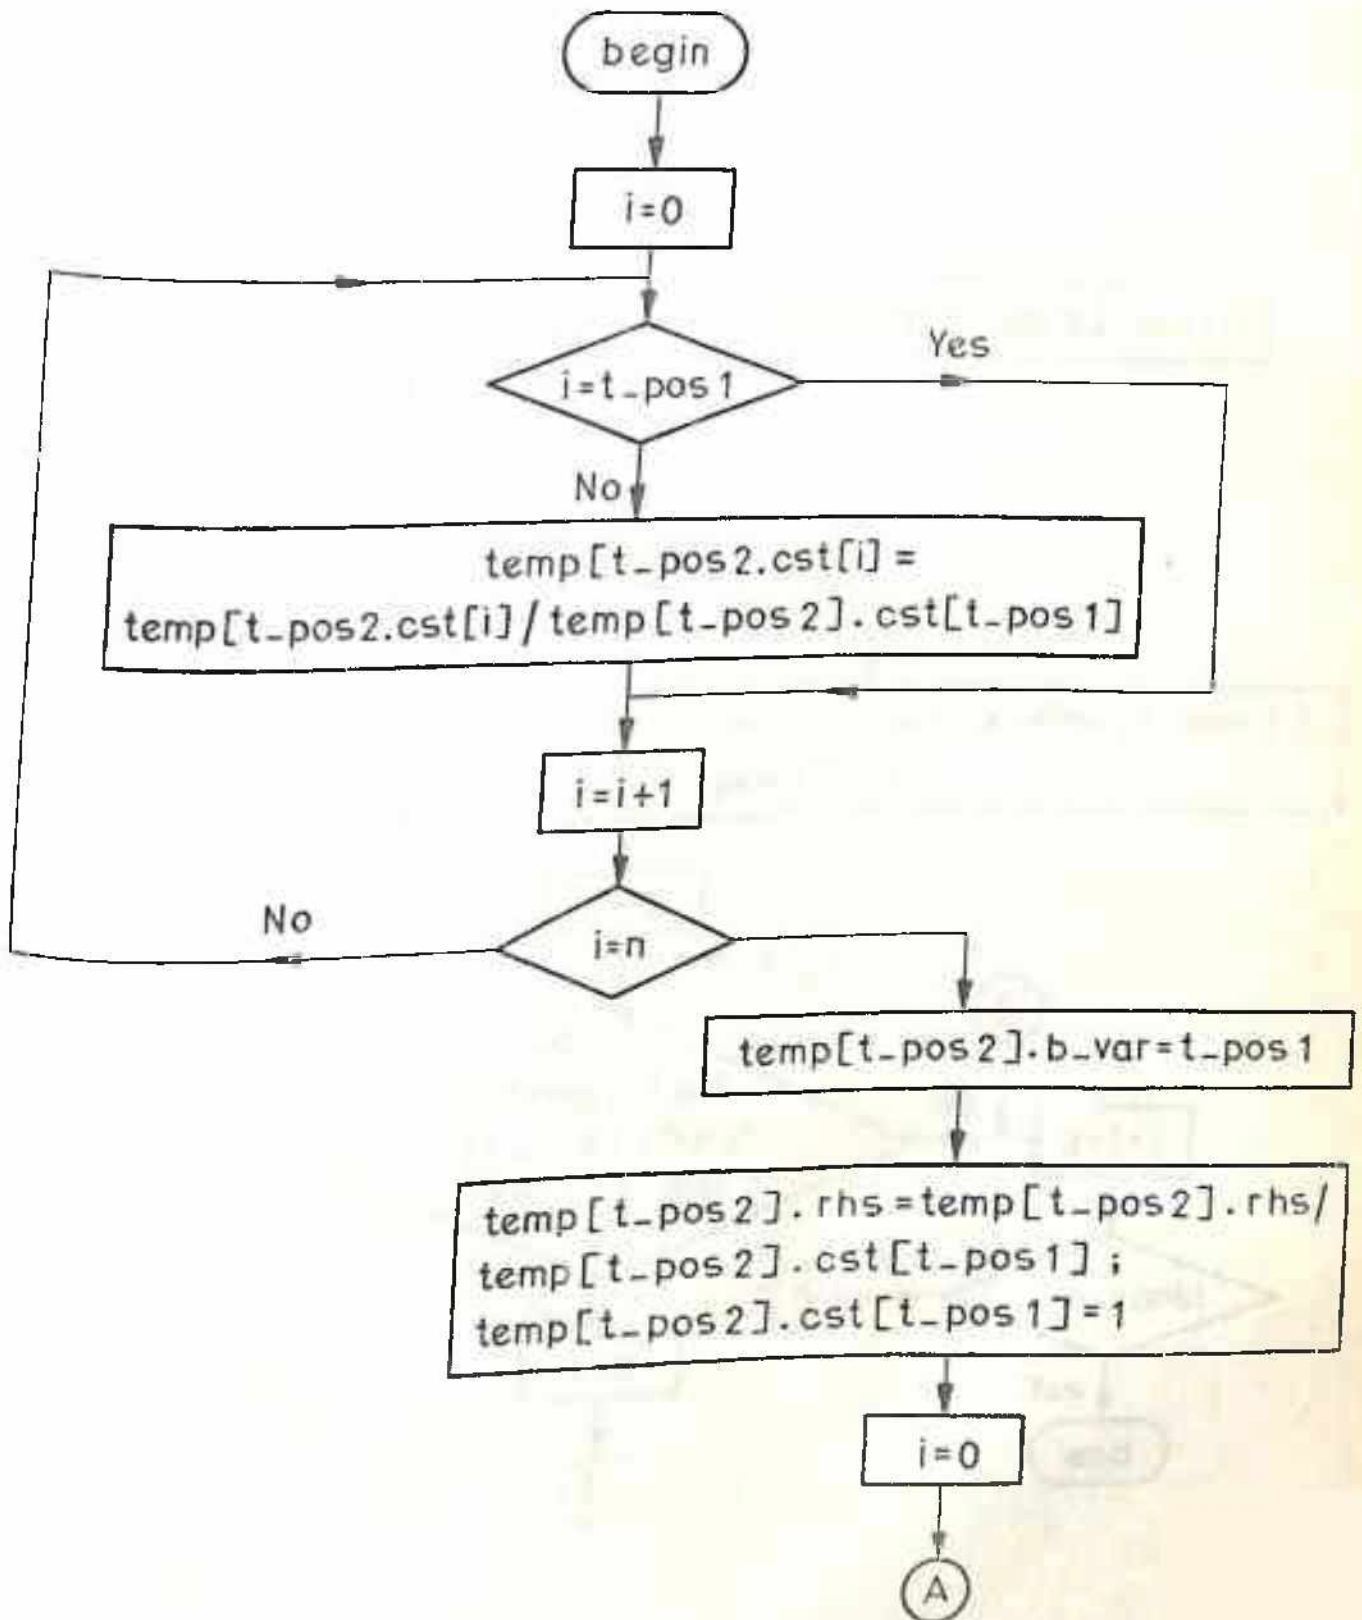 begin
i=0
Yes
i=t_pos1
No
temp[t_pos2.cst[i]=
temp[t_pos2.cst[i]/temp[t_pos2].cst[t_pos1]
i=i+1
No
i=n
temp[t_pos2].b_var=t_pos1
temp[t_pos2].rhs=temp[t_pos2].rhs/
temp[t_pos2].cst[t_pos1];
temp[t_pos2].cst[t_pos1]=1
i=0
A